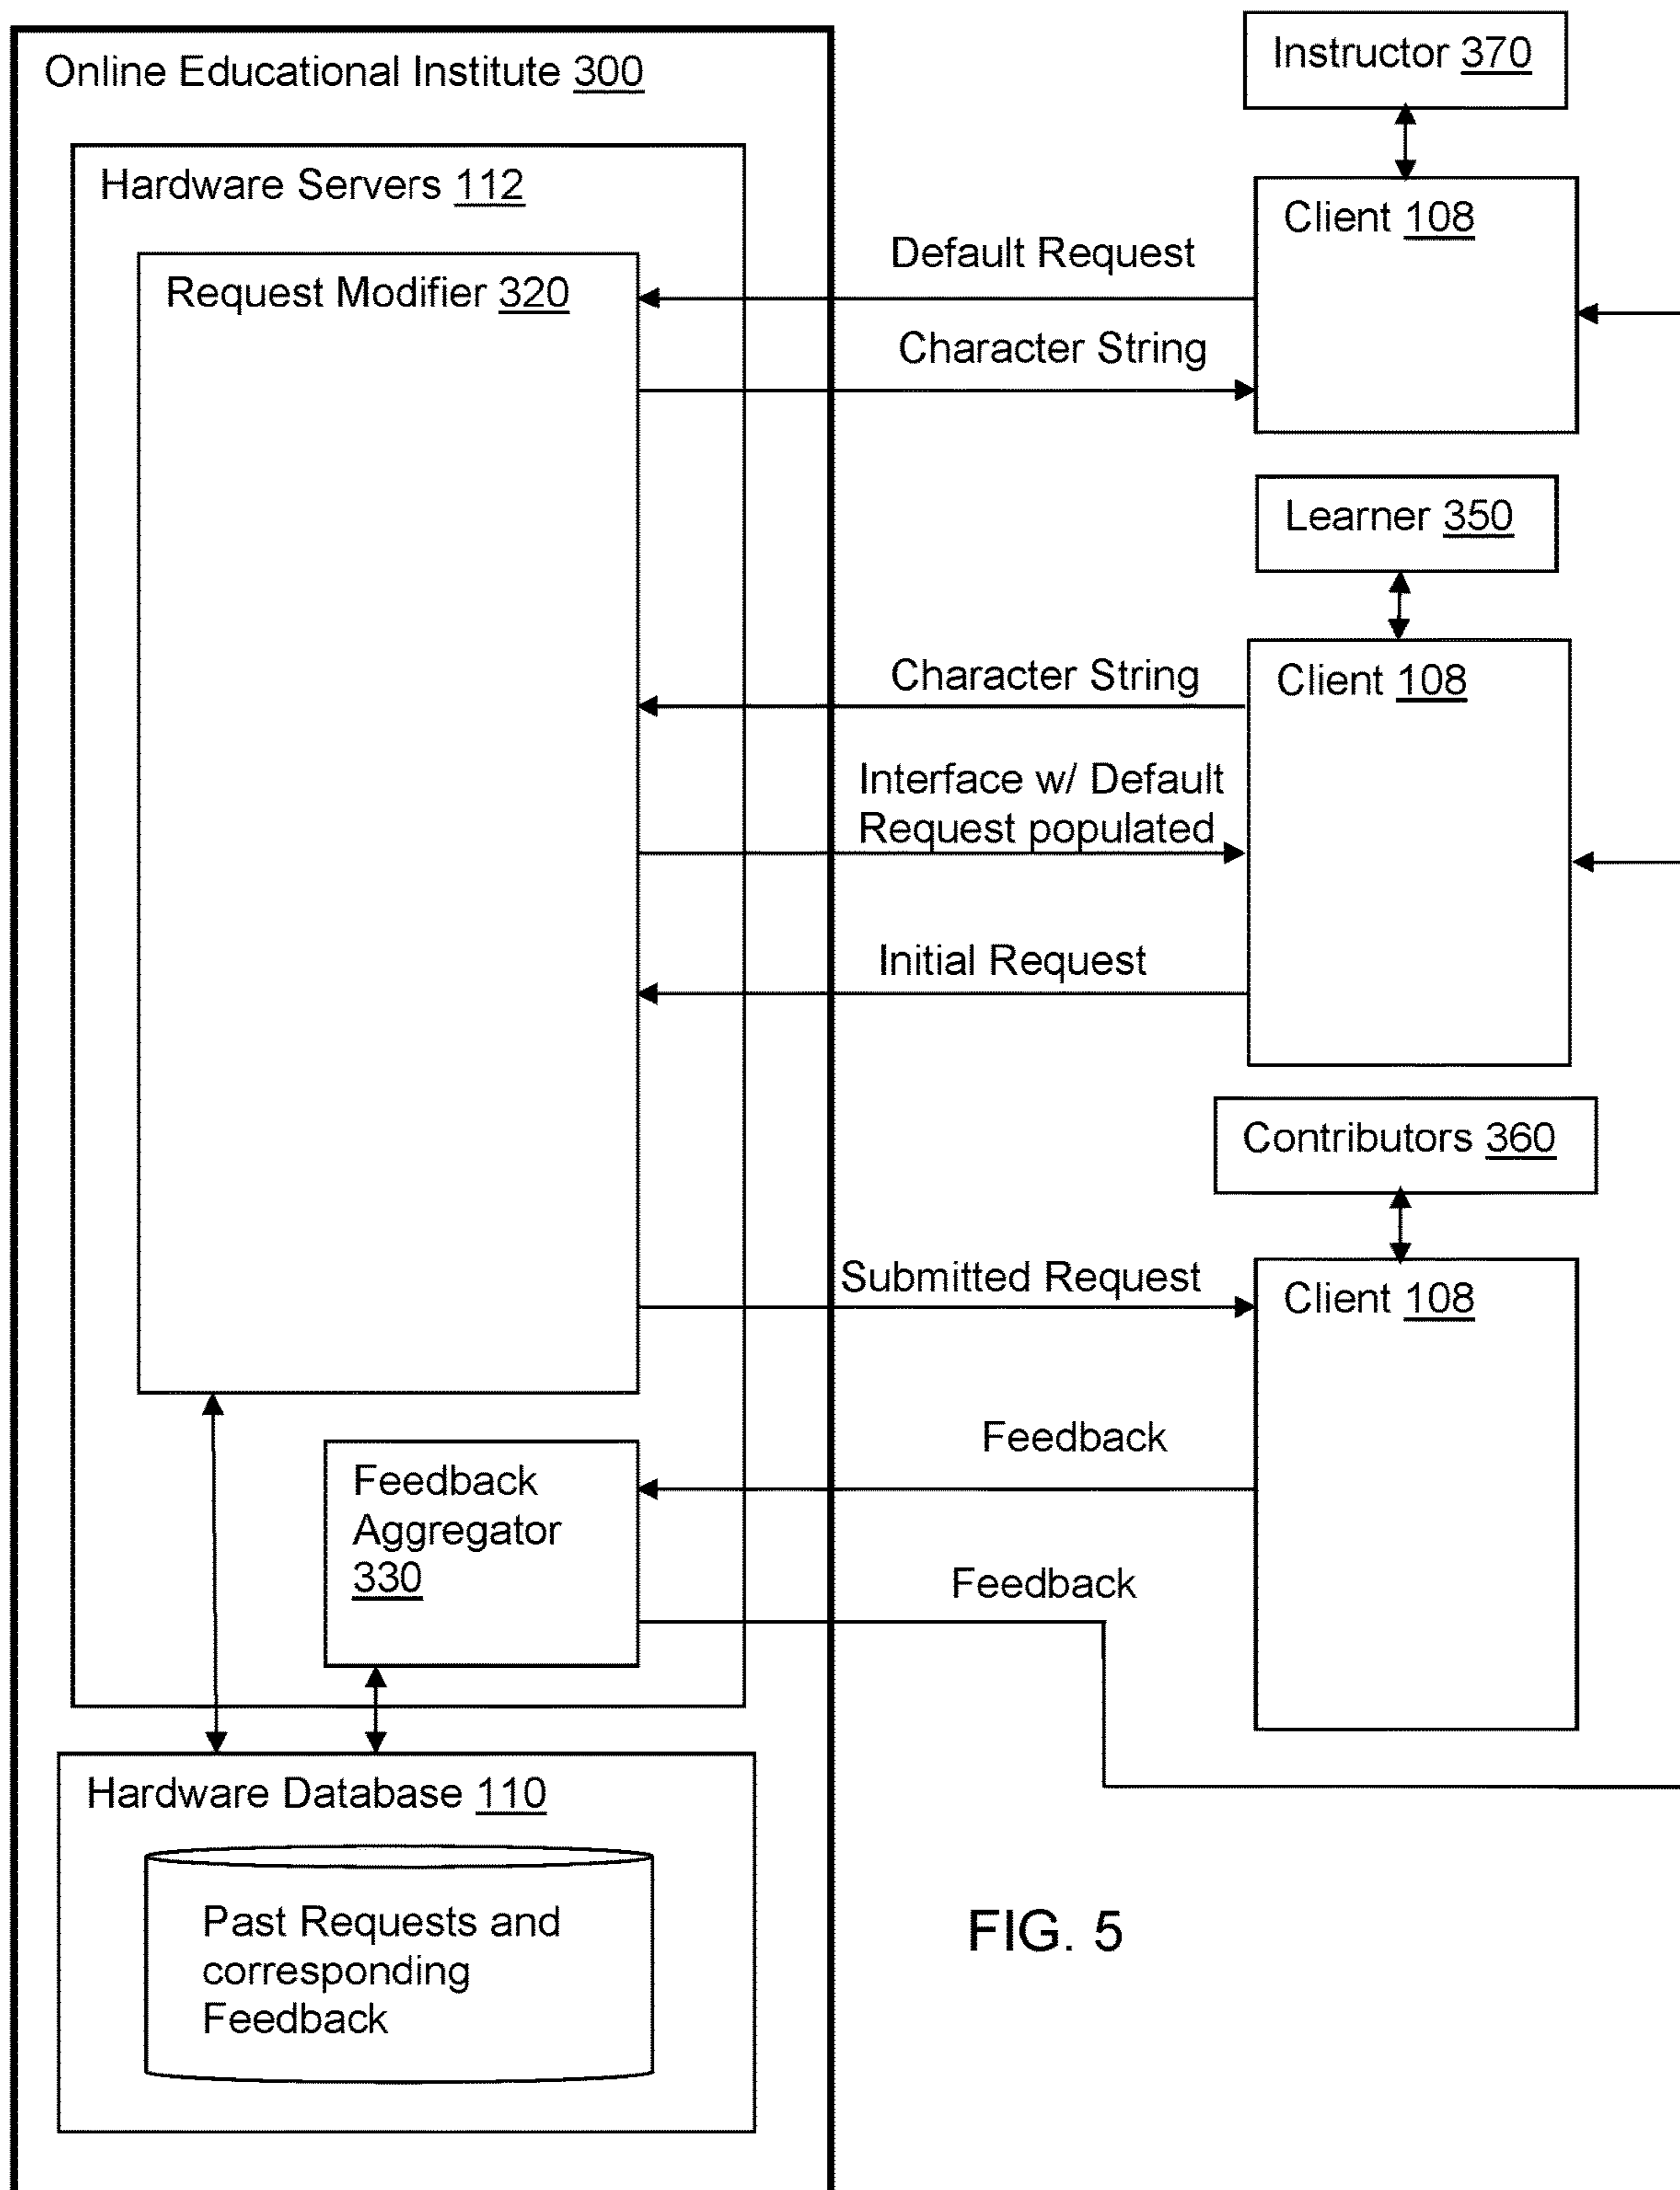 Online Educational Institute 300
Hardware Servers 112
Request Modifier 320
Instructor 370
Client 108
Default Request
Character String
Learner 350
Client 108
Character String
Interface w/ Default
Request populated
Initial Request
Contributors 360
Client 108
Submitted Request
Feedback
Feedback
Aggregator
330
Feedback
Hardware Database 110
Past Requests and
corresponding
Feedback
FIG. 5